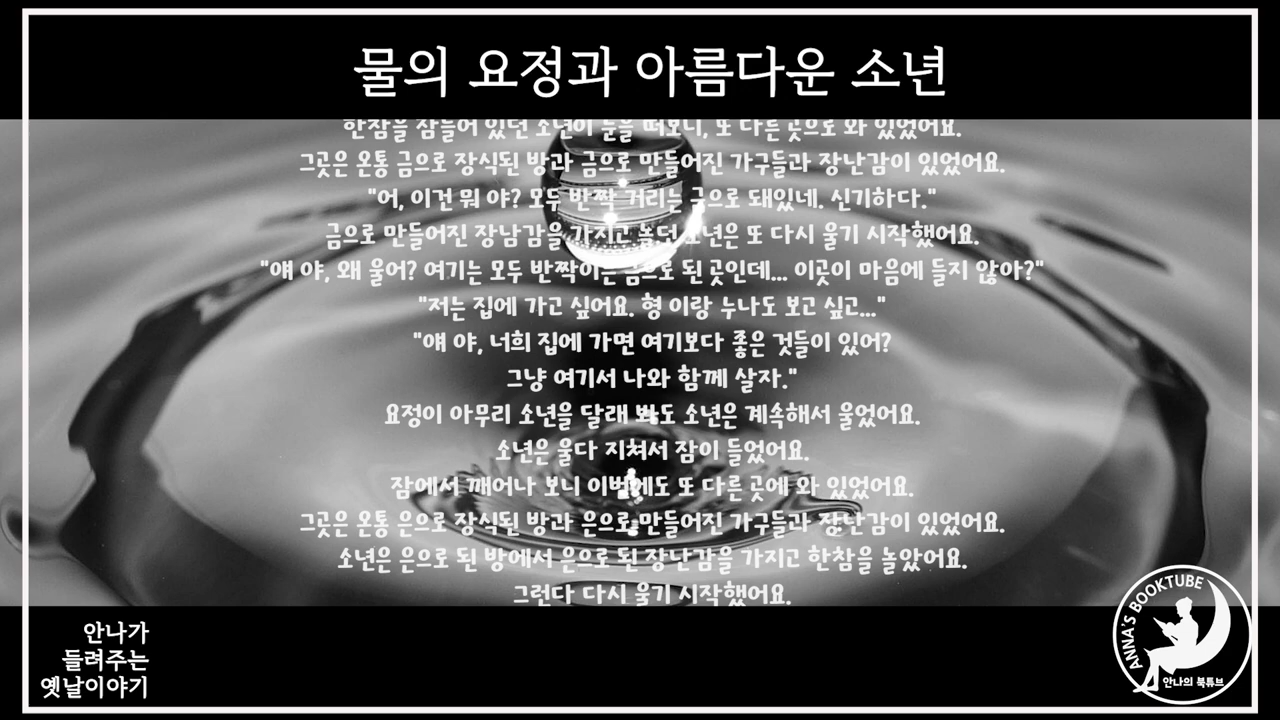 물의 요정과 아름다운 소년
한참을 잠들어 있던 소년이 눈을 떠보니, 또 다른 곳으로 와 있었어요.
그곳은 온통 금으로 장식된 방과 금으로 만들어진 가구들과 장난감이 있었어요.
"어, 이건 뭐 야? 모두 반짝 거리는 금으로 돼있네. 신기하다."
금으로 만들어진 장남감을 가지고 놀던 소년은 또 다시 울기 시작했어요.
"얘 야, 왜 울어? 여기는 모두 반짝이는 금으로 된 곳인데... 이곳이 마음에 들지 않아?"
"저는 집에 가고 싶어요. 형 이랑 누나도 보고 싶고..."
"얘 야, 너희 집에 가면 여기보다 좋은 것들이 있어?
그냥 여기서 나와 함께 살자."
요정이 아무리 소년을 달래 봐도 소년은 계속해서 울었어요.
소년은 울다 지쳐서 잠이 들었어요.
잠에서 깨어나 보니 이번에도 또 다른 곳에 와 있었어요.
그곳은 온통 은으로 장식된 방과 은으로 만들어진 가구들과 장난감이 있었어요.
소년은 은으로 된 방에서 은으로 된 장난감을 가지고 한참을 놀았어요.
그런다 다시 울기 시작했어요.
안나가
들려주는
옛날이야기
ANNA'S BOOKTUBE
안나의 북튜브